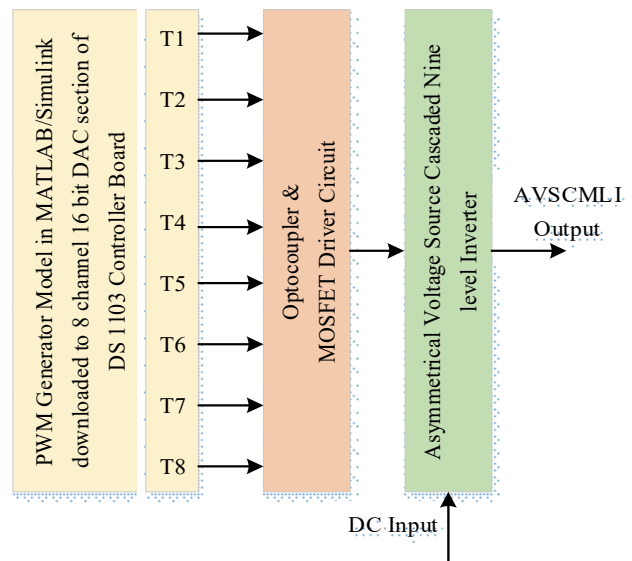 PWM Generator Model in MATLAB/Simulink
downloaded to 8 channel 16 bit DAC section of
DS 1103 Controller Board
T1
T2
T3
T4
T5
T6
T7
T8
Optocoupler &
MOSFET Driver Circuit
Asymmetrical Voltage Source Cascaded Nine
level Inverter
AVSCMLI
Output
DC Input